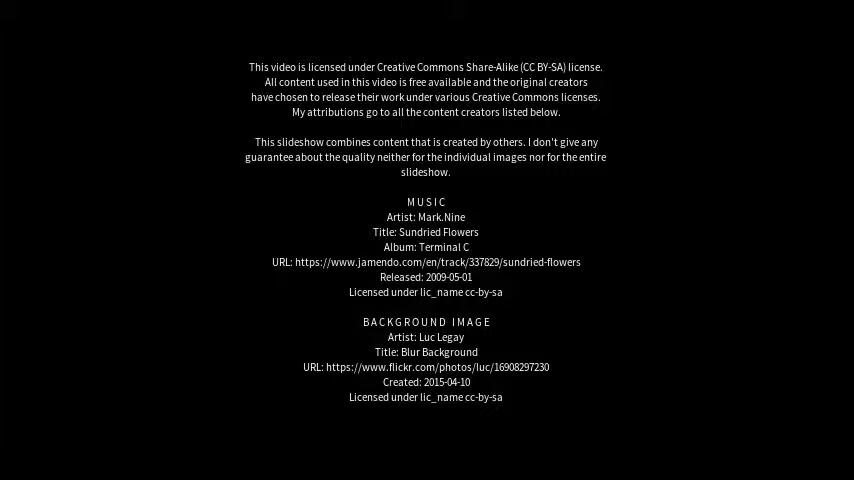 This video is licensed under Creative Commons Share-Alike (CC BY-SA) license.
All content used in this video is free available and the original creators
have chosen to release their work under various Creative Commons licenses.
My attributions go to all the content creators listed below.
This slideshow combines content that is created by others. I don't give any
guarantee about the quality neither for the individual images nor for the entire
slideshow.
MUSIC
Artist: Mark.Nine
Title: Sundried Flowers
Album: Terminal C
URL: https://www.jamendo.com/en/track/337829/sundried-flowers
Released: 2009-05-01
Licensed under lic_name cc-by-sa
BACKGROUND IMAGE
Artist: Luc Legay
Title: Blur Background
URL: https://www.flickr.com/photos/luc/16908297230
Created: 2015-04-10
Licensed under lic_name cc-by-sa